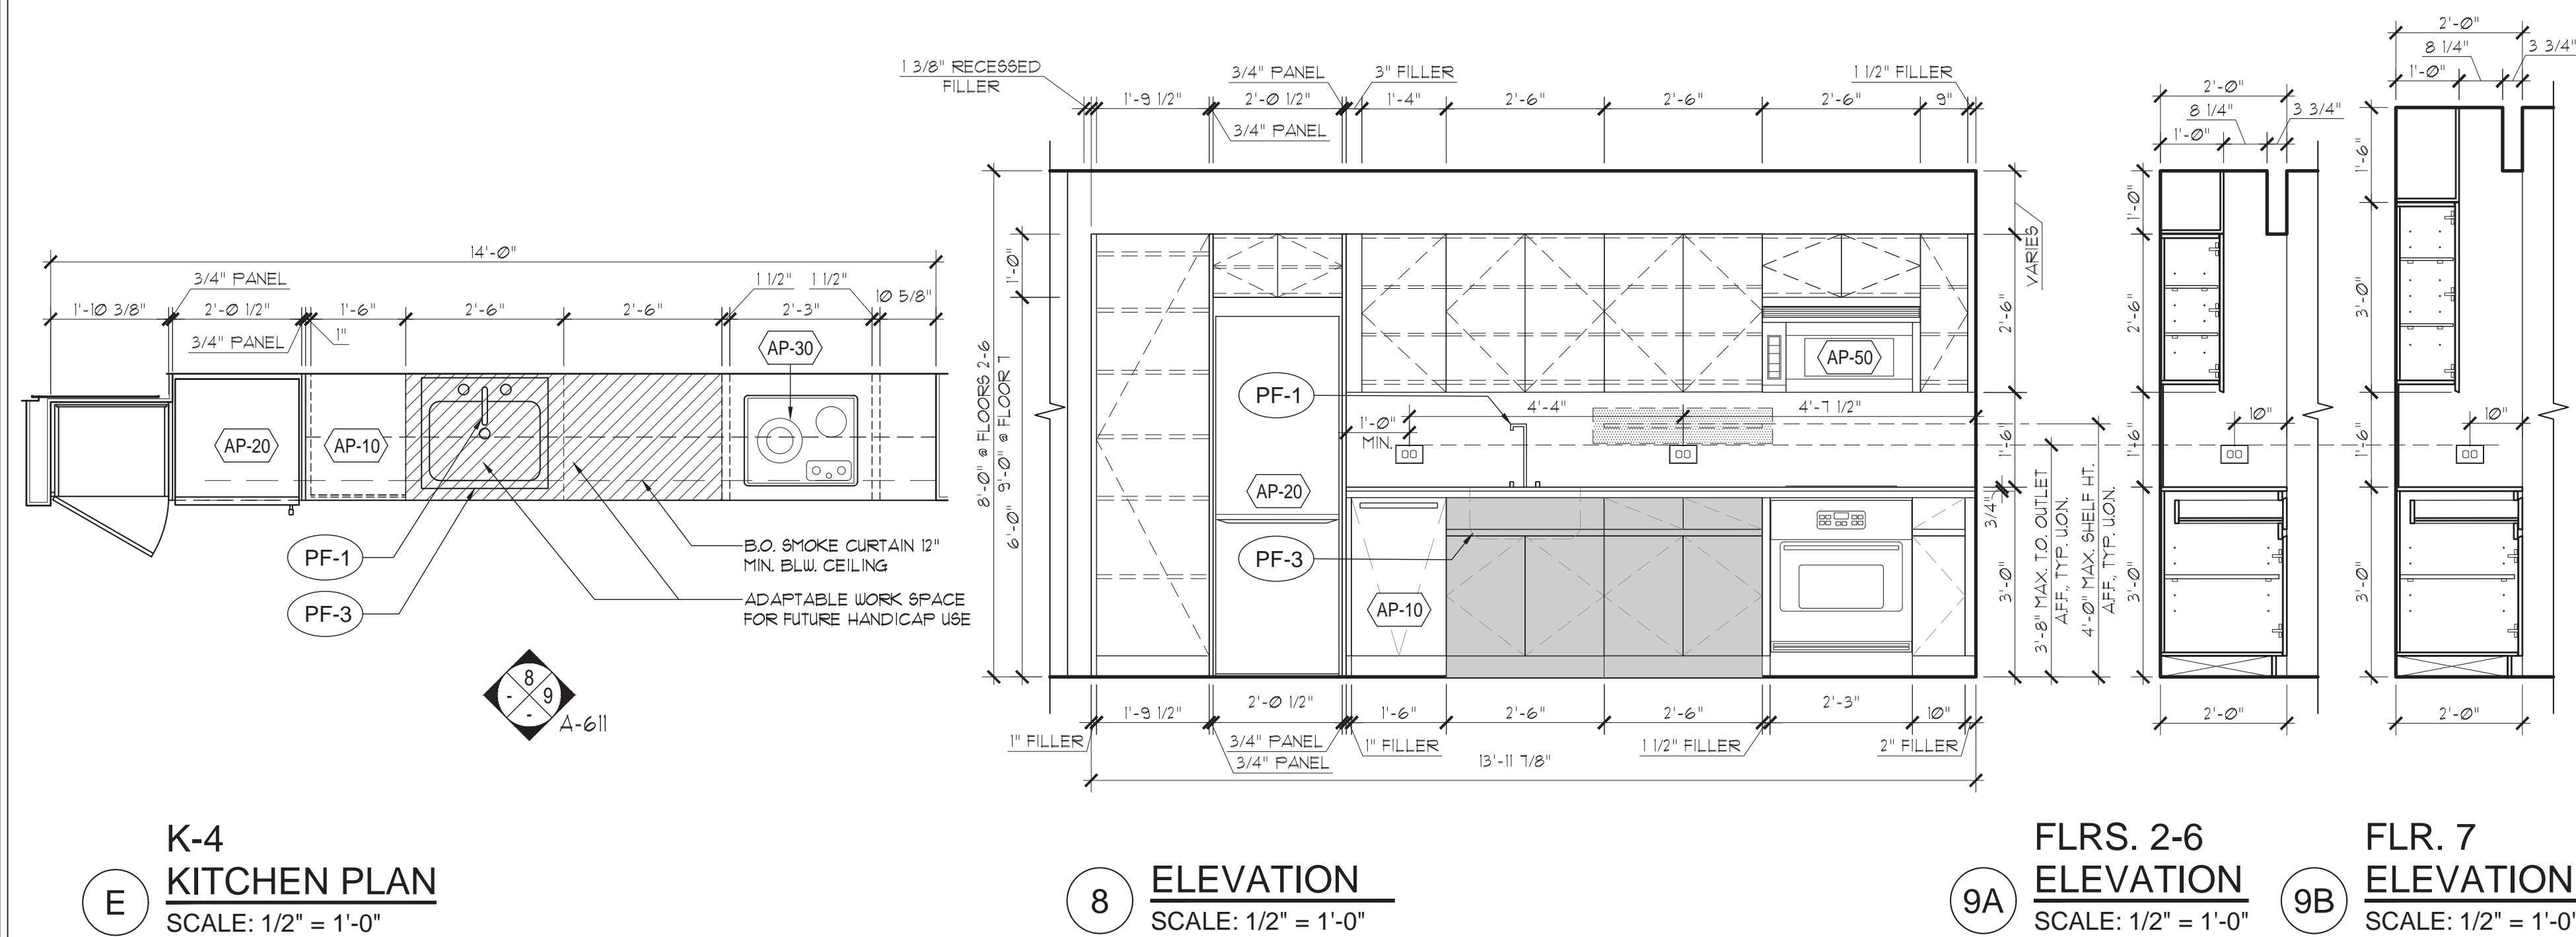 14'-0"
3/4" PANEL
1'-10 3/8"
2'-0 1/2"
1'-6"
2'-6"
2'-6"
1 1/2"
1 1/2"
2'-3"
10 5/8"
3/4" PANEL
1"
AP-30
AP-20
AP-10
PF-1
PF-3
B.O. SMOKE CURTAIN 12"
MIN. BLW. CEILING
ADAPTABLE WORK SPACE
FOR FUTURE HANDICAP USE
8
- 9
-
A-611
K-4
E
KITCHEN PLAN
SCALE: 1/2" = 1'-0"
1 3/8" RECESSED
FILLER
3/4" PANEL
3" FILLER
1 1/2" FILLER
1'-9 1/2"
2'-0 1/2"
1'-4"
2'-6"
2'-6"
2'-6"
9"
3/4" PANEL
8'-0" @ FLOORS 2-6
9'-0" @ FLOOR 7
1'-0"
6'-0"
VARIES
2'-6"
1'-6"
3/4"
3'-0"
3'-8" MAX. T.O. OUTLET
A.F.F., TYP. U.O.N.
4'-0" MAX. SHELF HT.
A.F.F., TYP. U.O.N.
AP-50
PF-1
4'-4"
4'-7 1/2"
1'-0"
MIN.
AP-20
PF-3
AP-10
1'-9 1/2"
2'-0 1/2"
1'-6"
2'-6"
2'-6"
2'-3"
10"
1" FILLER
3/4" PANEL
3/4" PANEL
1" FILLER
1 1/2" FILLER
2" FILLER
13'-11 7/8"
8
ELEVATION
SCALE: 1/2" = 1'-0"
2'-0"
8 1/4"
3 3/4"
1'-0"
1'-0"
2'-6"
1'-6"
3'-0"
10"
2'-0"
FLRS. 2-6
9A
ELEVATION
SCALE: 1/2" = 1'-0"
2'-0"
8 1/4"
3 3/4"
1'-0"
1'-6"
3'-0"
1'-6"
3'-0"
10"
2'-0"
FLR. 7
9B
ELEVATION
SCALE: 1/2" = 1'-0"